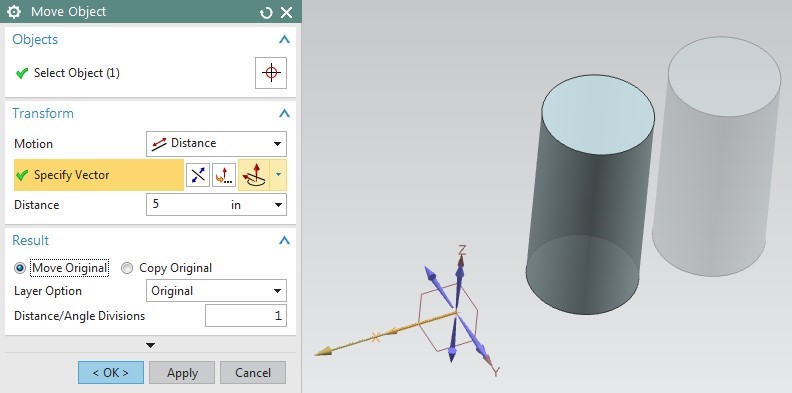 Move Object
Objects
Select Object (1)
Transform
Motion Distance
Specify Vector
Distance 5 in
Result
Move Original Copy Original
Layer Option Original
Distance/Angle Divisions 1
< OK > Apply Cancel
Z
X
Y